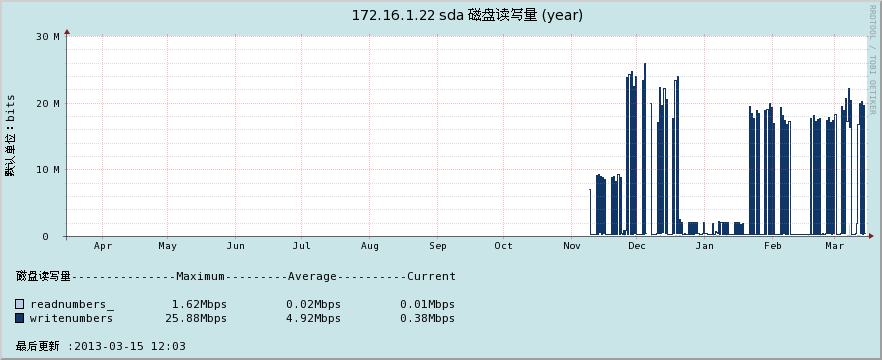 172.16.1.22 sda 磁盘读写量 (year)
RRDTOOL / TOBI OETIKER
默认单位：bits
30 M
20 M
10 M
0
Apr May Jun Jul Aug Sep Oct Nov Dec Jan Feb Mar
磁盘读写量---------------Maximum---------Average----------Current
readnumbers_ 1.62Mbps 0.02Mbps 0.01Mbps
writenumbers 25.88Mbps 4.92Mbps 0.38Mbps
最后更新 :2013-03-15 12:03